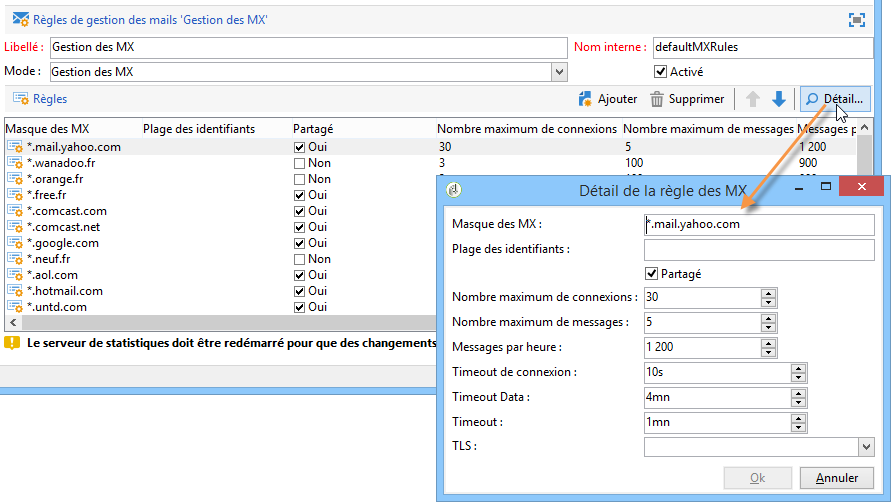 Règles de gestion des mails 'Gestion des MX'
Libellé : Gestion des MX Nom interne : defaultMXRules
Mode : Gestion des MX Activé
Règles Ajouter Supprimer Détail...
Masque des MX Plage des identifiants Partagé Nombre maximum de connexions Nombre maximum de messages Messages p
*.mail.yahoo.com Oui 30 5 1 200
*.wanadoo.fr Non 3 100 900
*.orange.fr Non
*.free.fr Oui
*.comcast.com Oui
*.comcast.net Oui
*.google.com Oui
*.neuf.fr Non
*.aol.com Oui
*.hotmail.com Oui
*.untd.com Oui
Le serveur de statistiques doit être redémarré pour que des changements
Détail de la règle des MX
Masque des MX : *.mail.yahoo.com
Plage des identifiants :
Partagé
Nombre maximum de connexions : 30
Nombre maximum de messages : 5
Messages par heure : 1 200
Timeout de connexion : 10s
Timeout Data : 4mn
Timeout : 1mn
TLS :
Ok Annuler